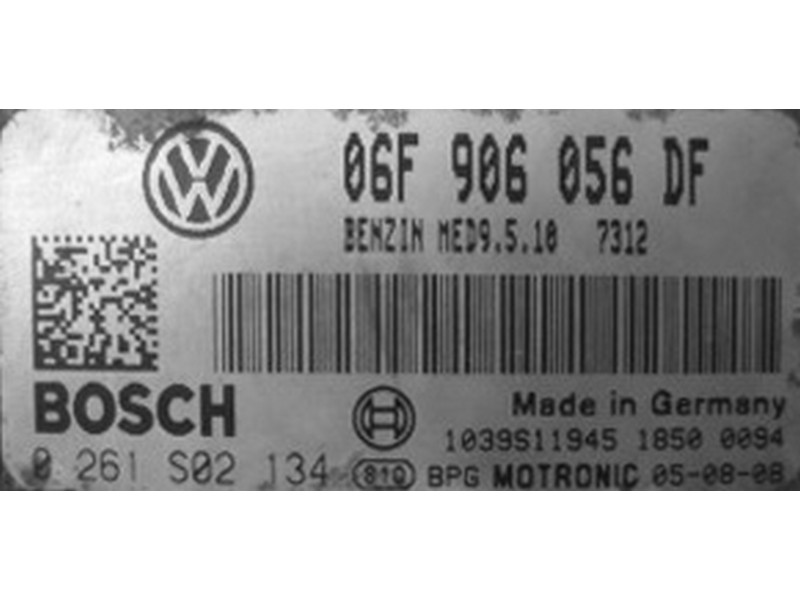 06F 906 056 DF
BENZIN MED9.5.10 7312
BOSCH
Made in Germany
1039S11945 1850 0094
0 261 S02 134 810 BPG MOTRONIC 05-08-08